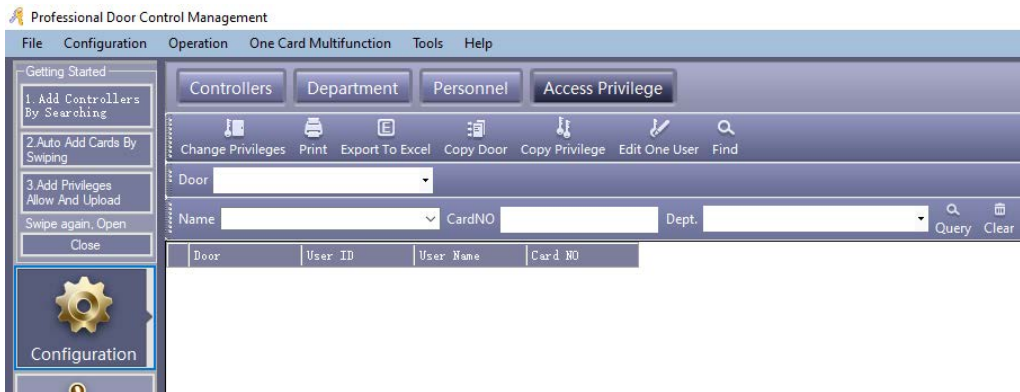 Professional Door Control Management
File Configuration Operation One Card Multifunction Tools Help
Getting Started
1.Add Controllers
By Searching
2.Auto Add Cards By
Swiping
3.Add Privileges
Allow And Upload
Swipe again, Open
Close
Configuration
Controllers Department Personnel Access Privilege
Change Privileges Print Export To Excel Copy Door Copy Privilege Edit One User Find
Door
Name CardNO Dept. Query Clear
Door User ID User Name Card NO